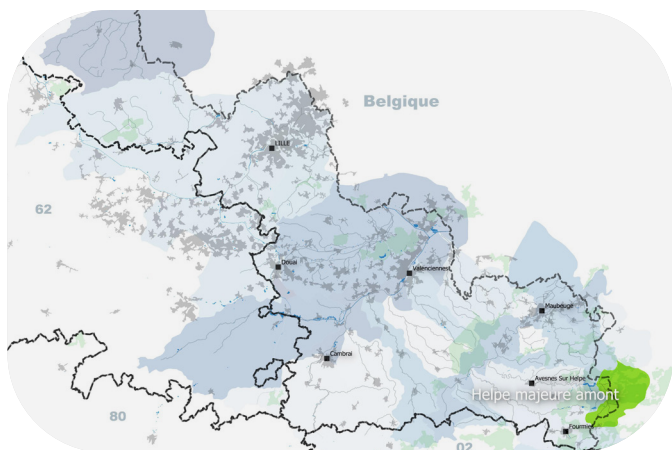 Belgique
LILLE
62
Douai
Valenciennes
Maubeuge
Cambrai
Avesnes Sur Helpe
Helpe majeure amont
80
Fourmies
02